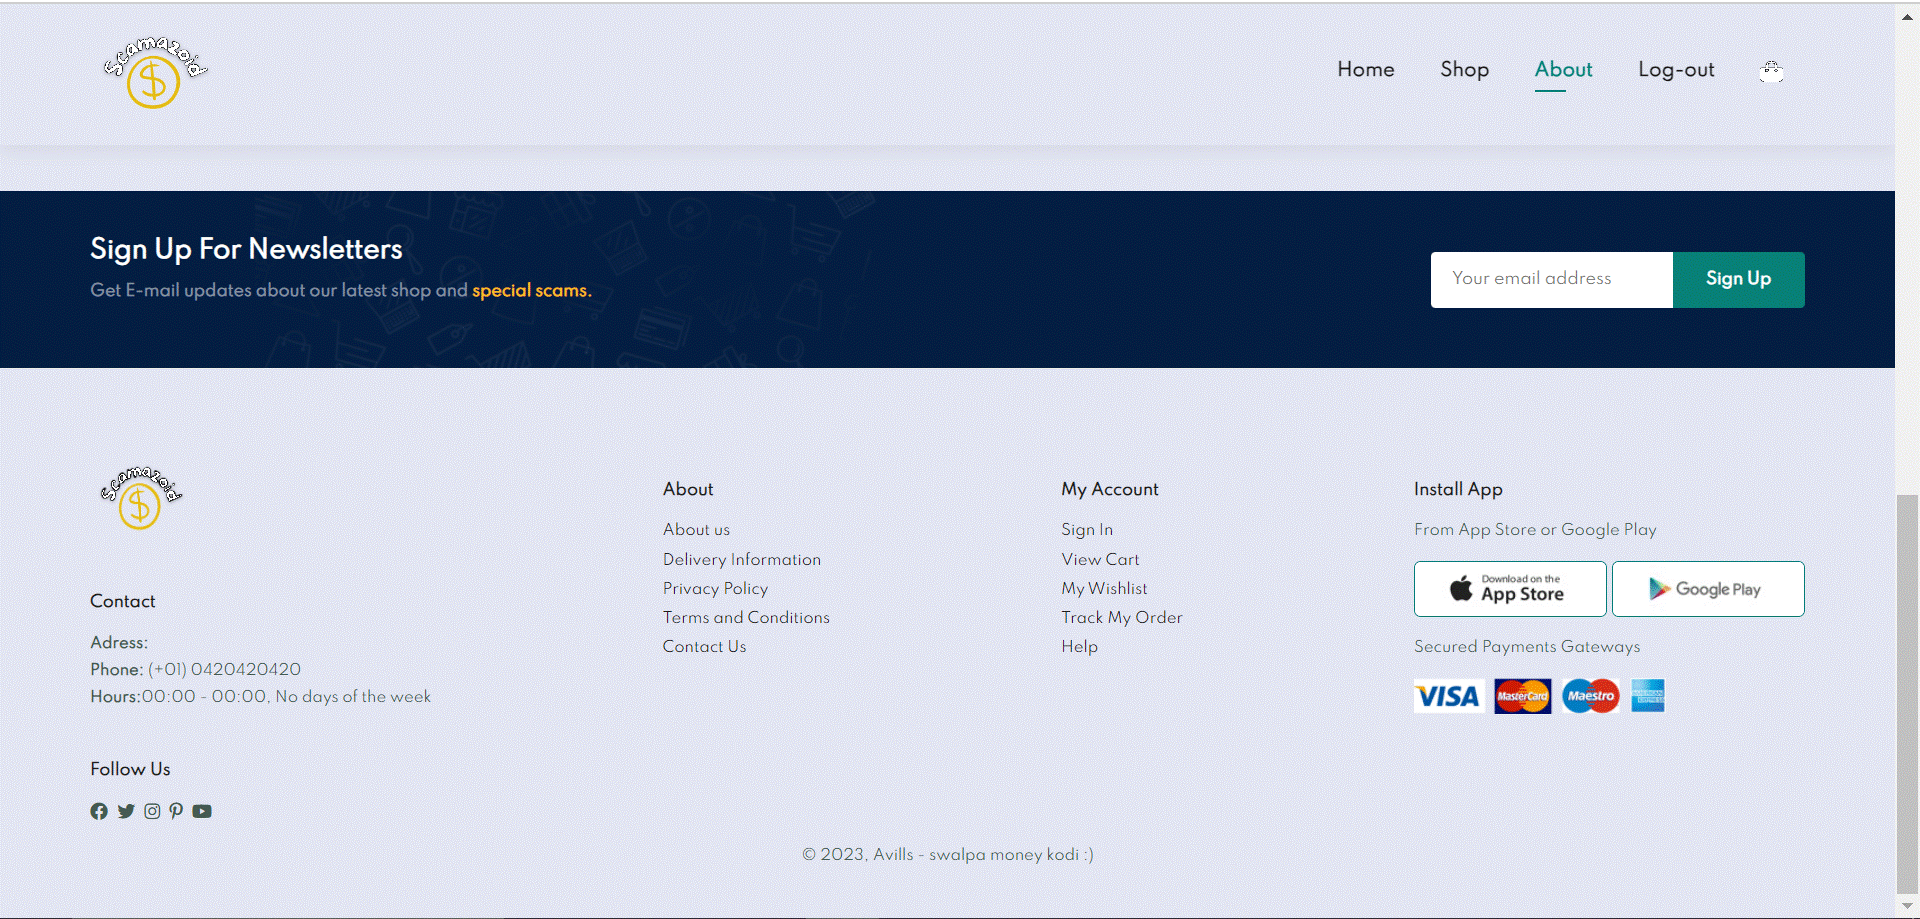 Scamazoid
$
Home Shop About Log-out
Sign Up For Newsletters
Get E-mail updates about our latest shop and special scams.
Your email address
Sign Up
Scamazoid
$
Contact
Adress:
Phone: (+01) 0420420420
Hours:00:00 - 00:00, No days of the week
Follow Us
About
About us
Delivery Information
Privacy Policy
Terms and Conditions
Contact Us
My Account
Sign In
View Cart
My Wishlist
Track My Order
Help
Install App
From App Store or Google Play
Download on the
App Store
Google Play
Secured Payments Gateways
VISA MasterCard Maestro
© 2023, Avills - swalpa money kodi :)